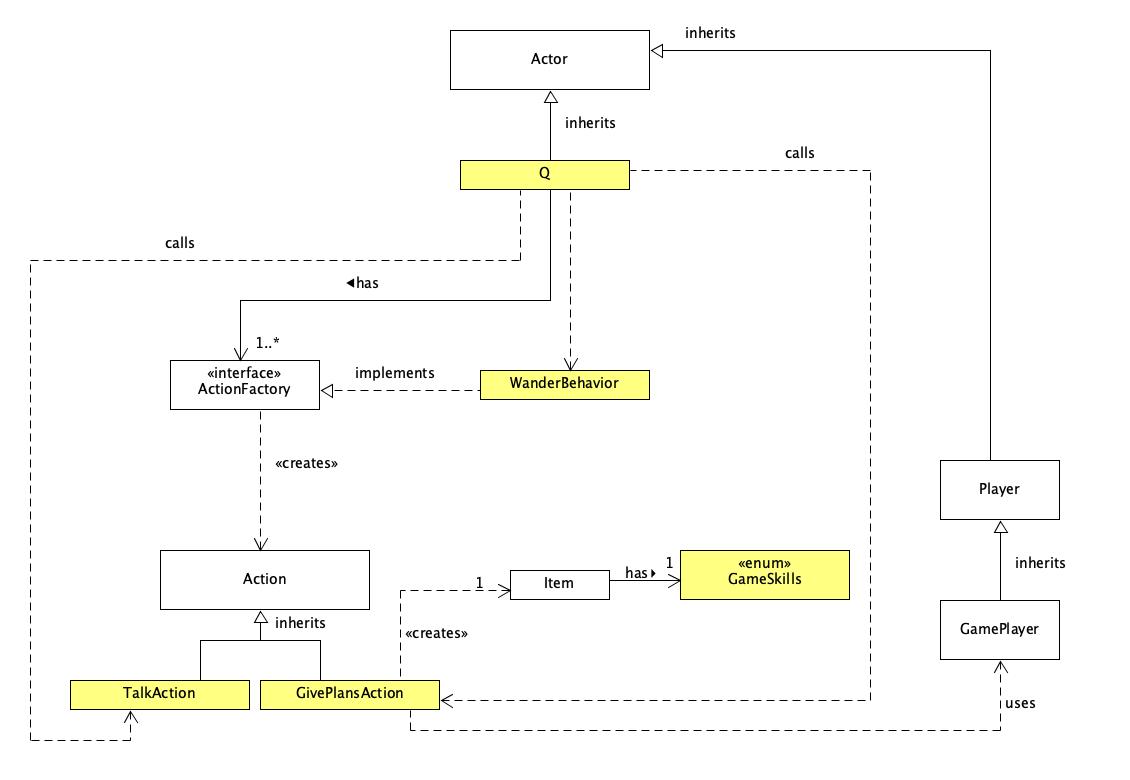 inherits
Actor
inherits
calls
Q
calls
◀has
1..*
«interface»
ActionFactory
implements
WanderBehavior
«creates»
Player
Action
1
Item
has▶
1
«enum»
GameSkills
inherits
inherits
«creates»
GamePlayer
TalkAction
GivePlansAction
uses